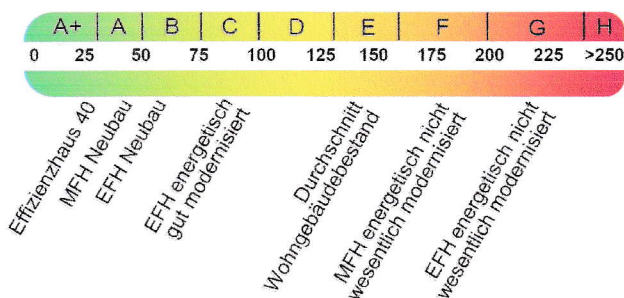 A+ A B C D E F G H
0 25 50 75 100 125 150 175 200 225 >250
Effizienzhaus 40
MFH Neubau
EFH Neubau
EFH energetisch
gut modernisiert
Durchschnitt
Wohngebäudebestand
MFH energetisch nicht
wesentlich modernisiert
EFH energetisch nicht
wesentlich modernisiert